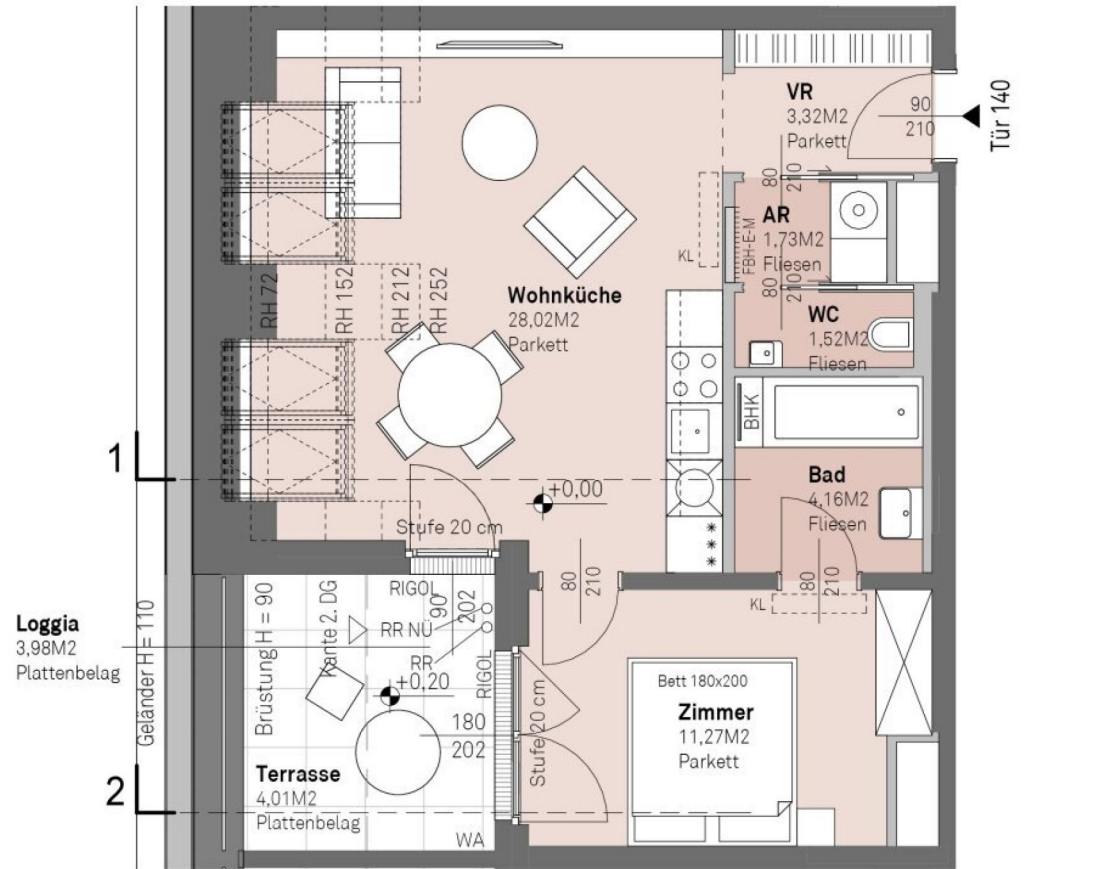 VR
3,32M2
Parkett
90
210
Tür 140
80
210
AR
1,73M2
Fliesen
FBH-E-M
KL
80
210
WC
1,52M2
Fliesen
RH 72
RH 152
RH 212
RH 252
Wohnküche
28,02M2
Parkett
BHK
Bad
4,16M2
Fliesen
1
+0,00
Stufe 20 cm
80
210
80
210
KL
Loggia
3,98M2
Plattenbelag
Geländer H = 110
Brüstung H = 90
Kante 2. DG
RIGOL
90
202
RR NÜ
RR
RIGOL
+0,20
180
202
Stufe 20 cm
Bett 180x200
Zimmer
11,27M2
Parkett
2
Terrasse
4,01M2
Plattenbelag
WA